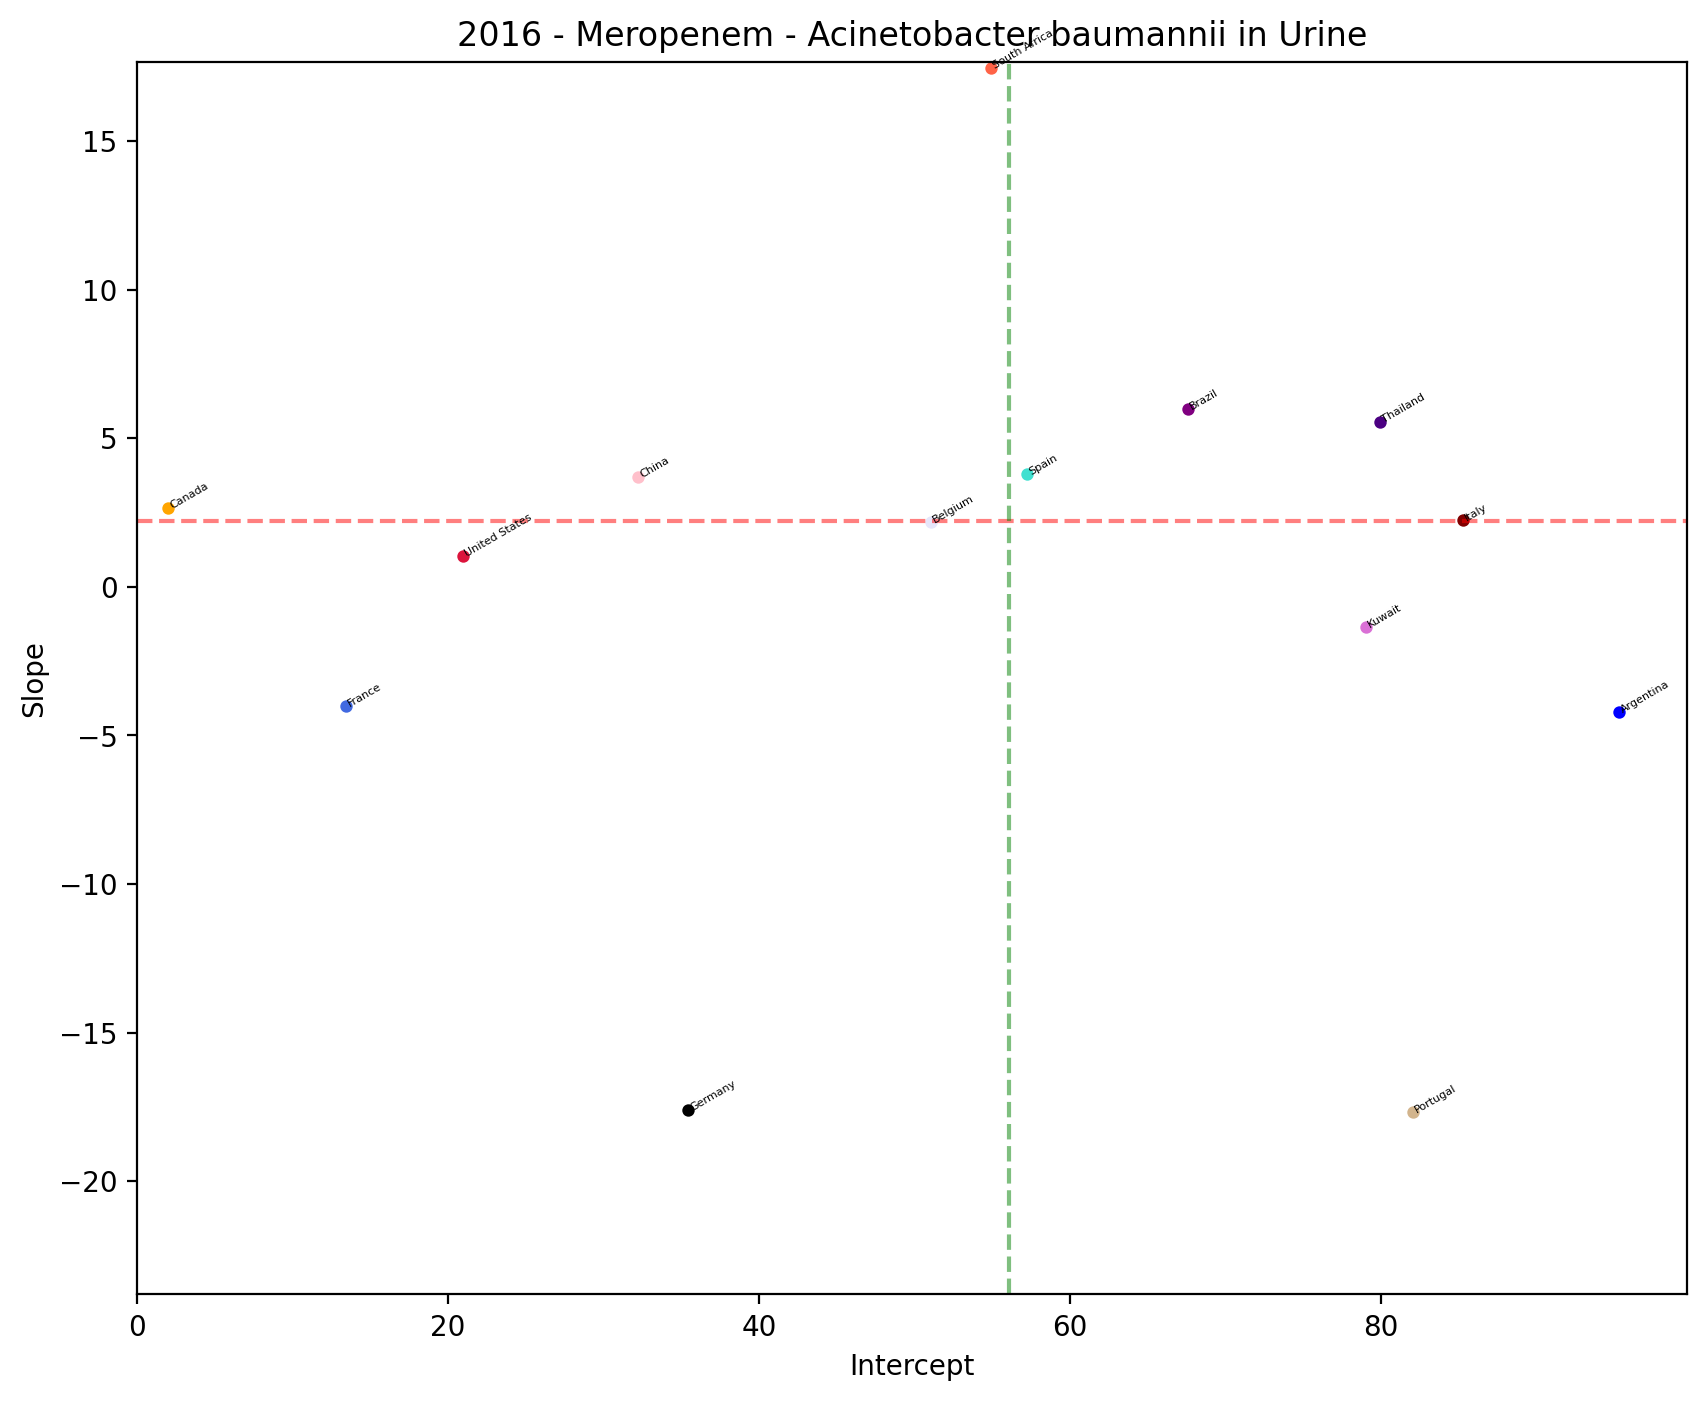 2016 - Meropenem - Acinetobacter baumannii in Urine
South Africa
15
10
Brazil
Thailand
5
China
Spain
Canada
Belgium
Italy
United States
0
Kuwait
Slope
France
Argentina
−5
−10
−15
Germany
Portugal
−20
0
20
40
60
80
Intercept